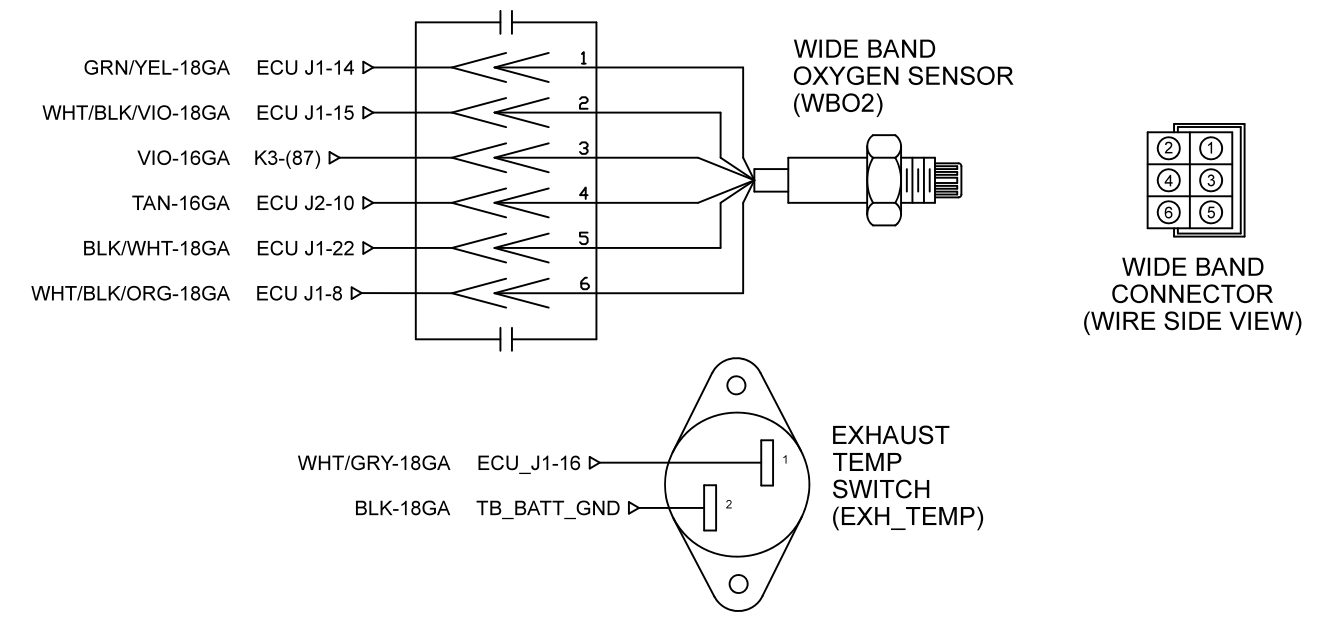 GRN/YEL-18GA ECU J1-14 1
WHT/BLK/VIO-18GA ECU J1-15 2
VIO-16GA K3-(87) 3
TAN-16GA ECU J2-10 4
BLK/WHT-18GA ECU J1-22 5
WHT/BLK/ORG-18GA ECU J1-8 6
WIDE BAND
OXYGEN SENSOR
(WBO2)
2 1
4 3
6 5
WIDE BAND
CONNECTOR
(WIRE SIDE VIEW)
WHT/GRY-18GA ECU_J1-16 1
BLK-18GA TB_BATT_GND 2
EXHAUST
TEMP
SWITCH
(EXH_TEMP)